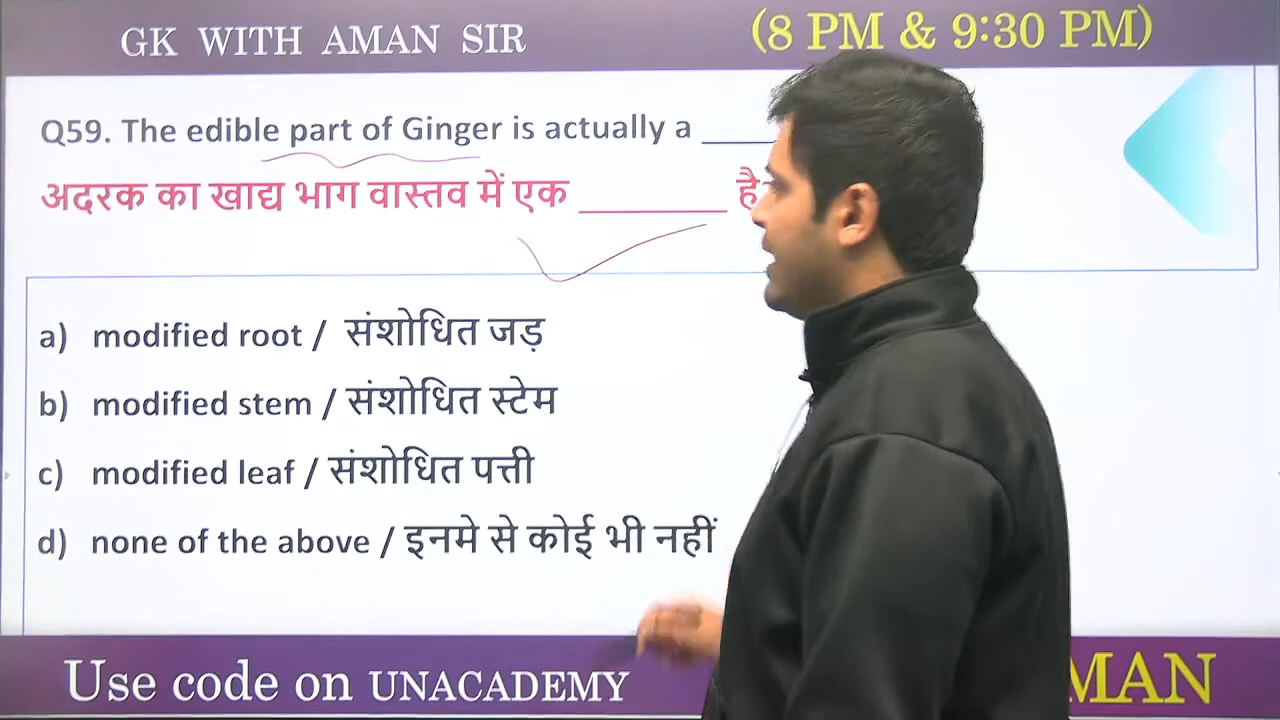 GK WITH AMAN SIR
(8 PM & 9:30 PM)
Q59. The edible part of Ginger is actually a ______
अदरक का खाद्य भाग वास्तव में एक ________ है
a) modified root / संशोधित जड़
b) modified stem / संशोधित स्टेम
c) modified leaf / संशोधित पत्ती
d) none of the above / इनमे से कोई भी नहीं
Use code on UNACADEMY
MAN